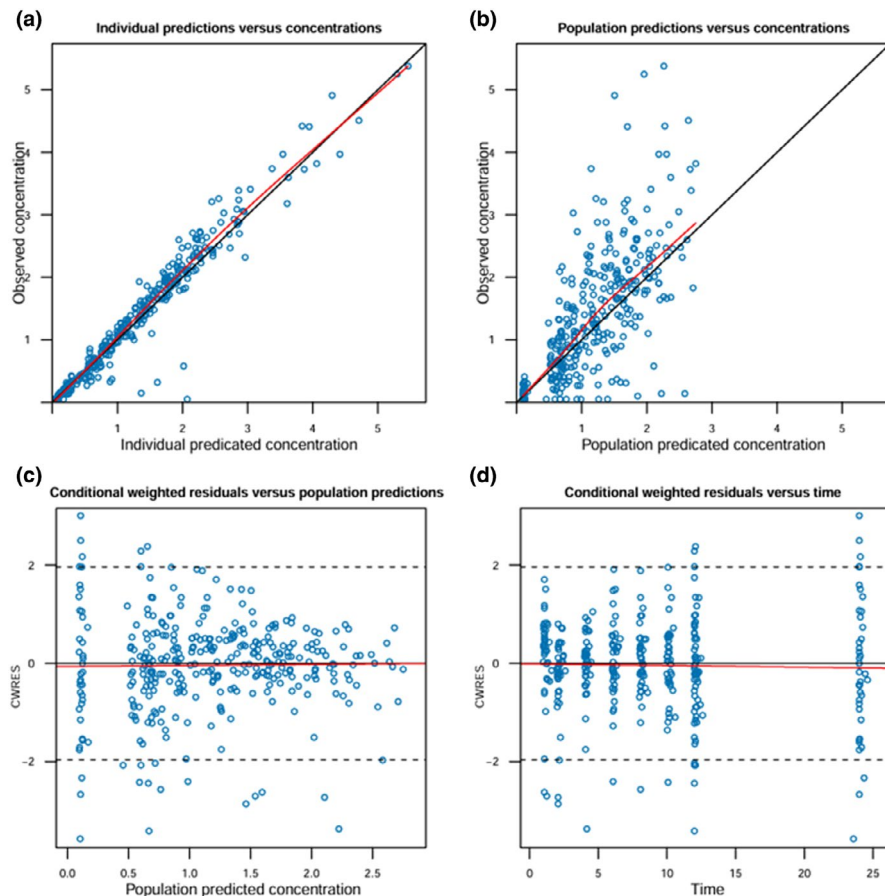 (a)
Individual predictions versus concentrations
Observed concentration
5
4
3
2
1
1 2 3 4 5
Individual predicated concentration
(b)
Population predictions versus concentrations
Observed concentration
5
4
3
2
1
1 2 3 4 5
Population predicated concentration
(c)
Conditional weighted residuals versus population predictions
CWRES
2
0
−2
0.0 0.5 1.0 1.5 2.0 2.5
Population predicted concentration
(d)
Conditional weighted residuals versus time
CWRES
2
0
−2
0 5 10 15 20 25
Time